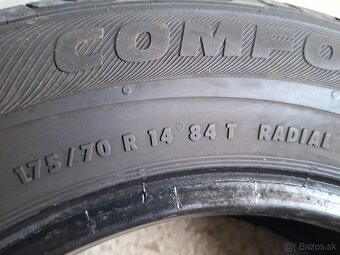 COMFO
175/70 R 14 84 T RADIAL
Bazos.sk